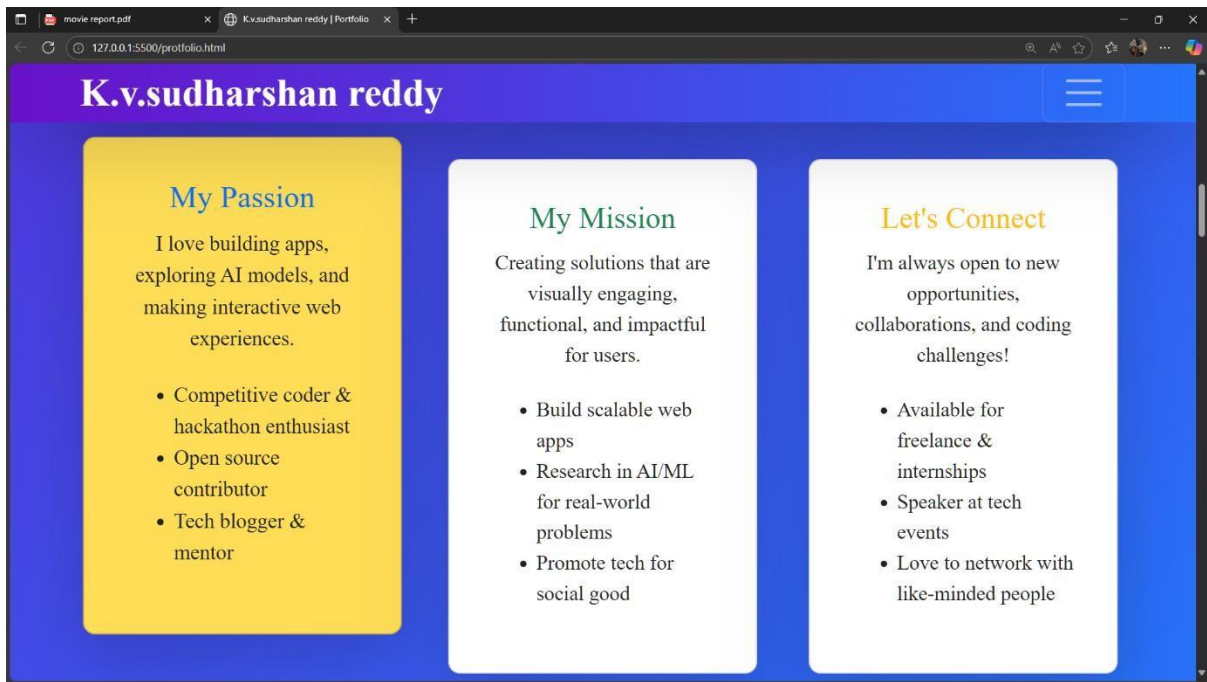 movie report.pdf
K.v.sudharshan reddy | Portfolio
127.0.0.1:5500/protfolio.html
K.v.sudharshan reddy
My Passion
I love building apps,
exploring AI models, and
making interactive web
experiences.
• Competitive coder &
hackathon enthusiast
• Open source
contributor
• Tech blogger &
mentor
My Mission
Creating solutions that are
visually engaging,
functional, and impactful
for users.
• Build scalable web
apps
• Research in AI/ML
for real-world
problems
• Promote tech for
social good
Let's Connect
I'm always open to new
opportunities,
collaborations, and coding
challenges!
• Available for
freelance &
internships
• Speaker at tech
events
• Love to network with
like-minded people